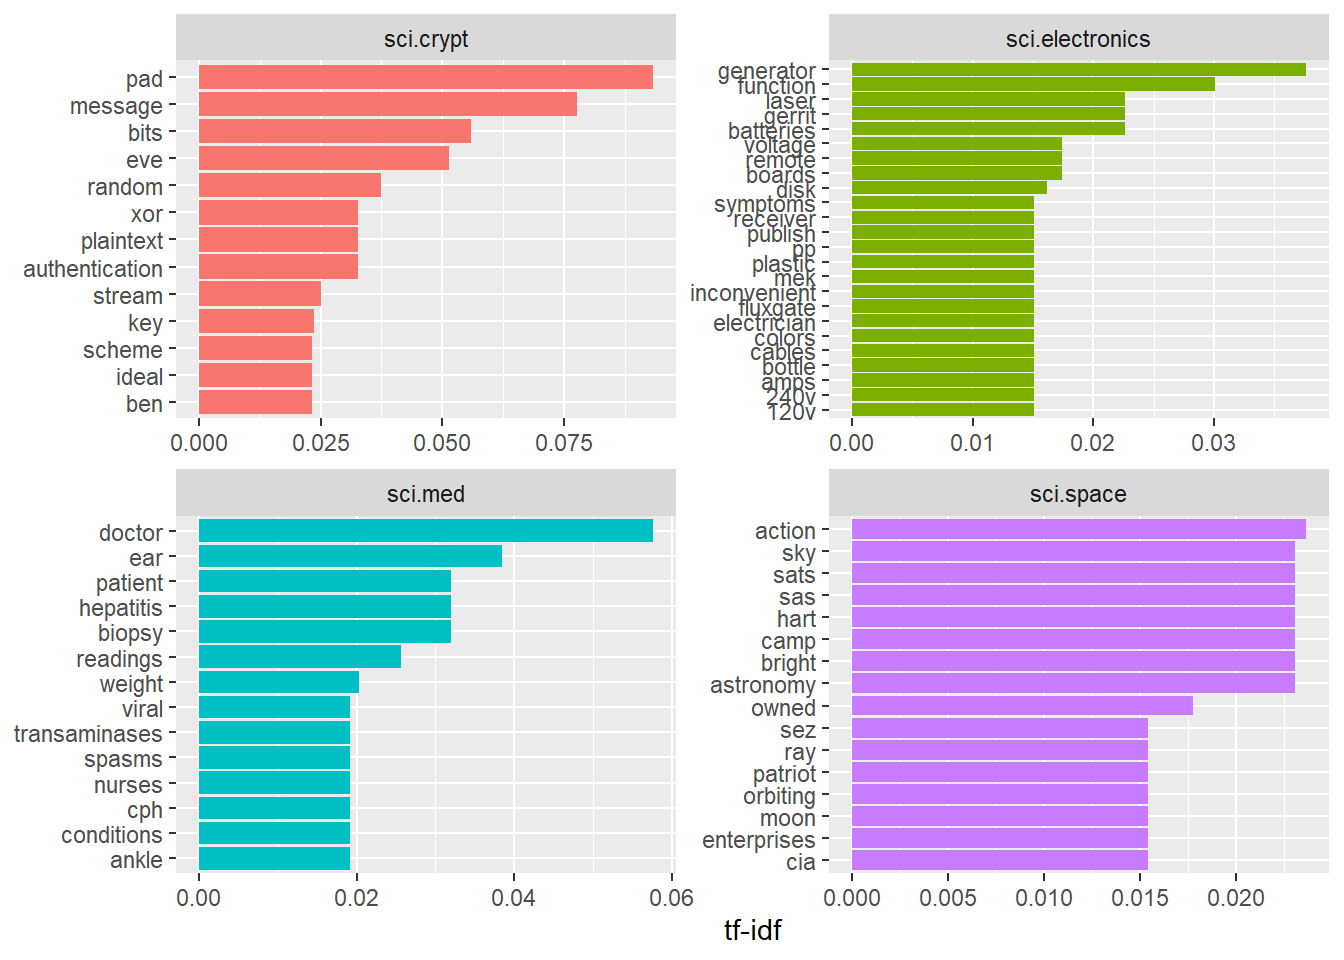 sci.crypt
pad
message
bits
eve
random
xor
plaintext
authentication
stream
key
scheme
ideal
ben
0.000 0.025 0.050 0.075
sci.electronics
generator
function
laser
gerrit
batteries
voltage
remote
boards
disk
symptoms
receiver
publish
pp
plastic
mek
inconvenient
fluxgate
electrician
colors
cables
bottle
amps
240v
120v
0.00 0.01 0.02 0.03
sci.med
doctor
ear
patient
hepatitis
biopsy
readings
weight
viral
transaminases
spasms
nurses
cph
conditions
ankle
0.00 0.02 0.04 0.06
sci.space
action
sky
sats
sas
hart
camp
bright
astronomy
owned
sez
ray
patriot
orbiting
moon
enterprises
cia
0.000 0.005 0.010 0.015 0.020
tf-idf